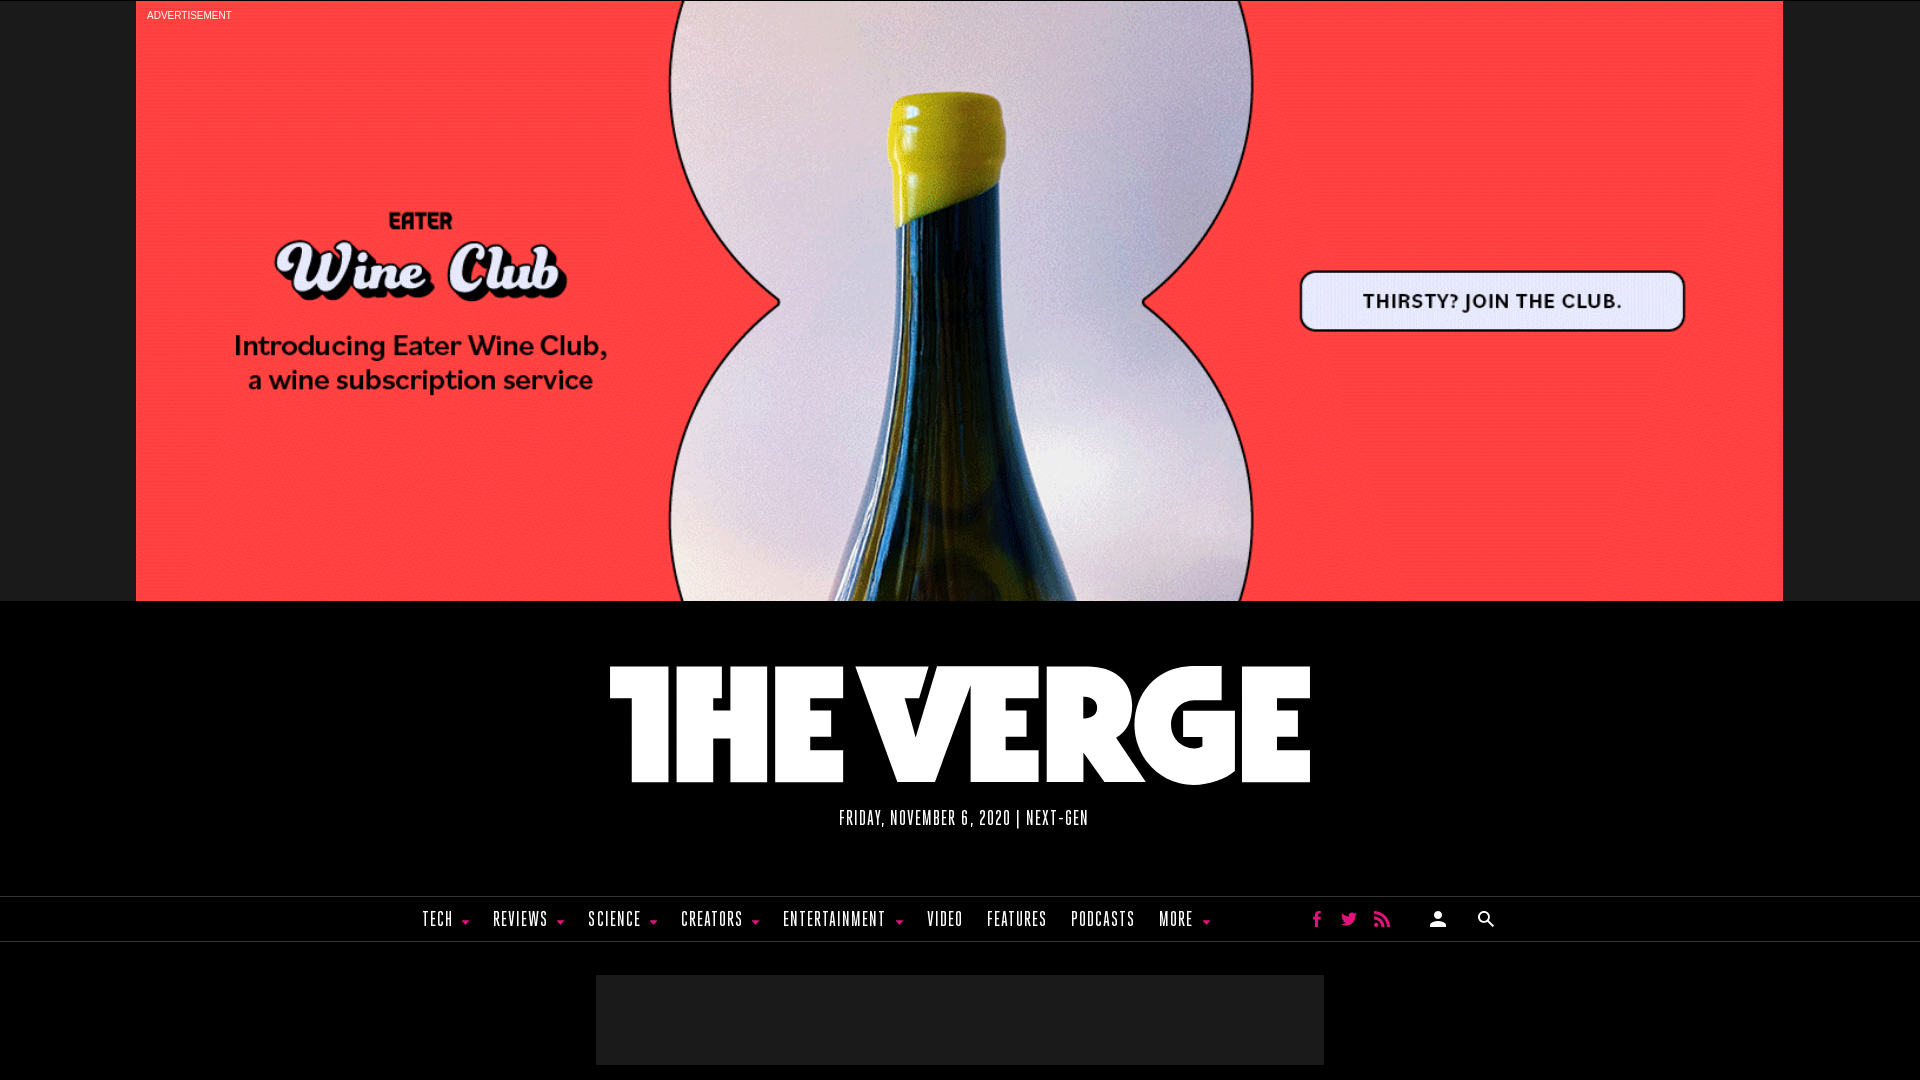 ADVERTISEMENT
EATER
Wine Club
Introducing Eater Wine Club,
a wine subscription service
THIRSTY? JOIN THE CLUB.
THE VERGE
FRIDAY, NOVEMBER 6, 2020 | NEXT-GEN
TECH REVIEWS SCIENCE CREATORS ENTERTAINMENT VIDEO FEATURES PODCASTS MORE